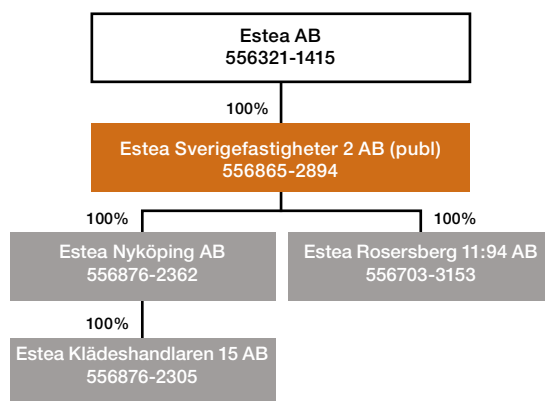 Estea AB
556321-1415
100%
Estea Sverigefastigheter 2 AB (publ)
556865-2894
100%
100%
Estea Nyköping AB
556876-2362
Estea Rosersberg 11:94 AB
556703-3153
100%
Estea Klädeshandlaren 15 AB
556876-2305